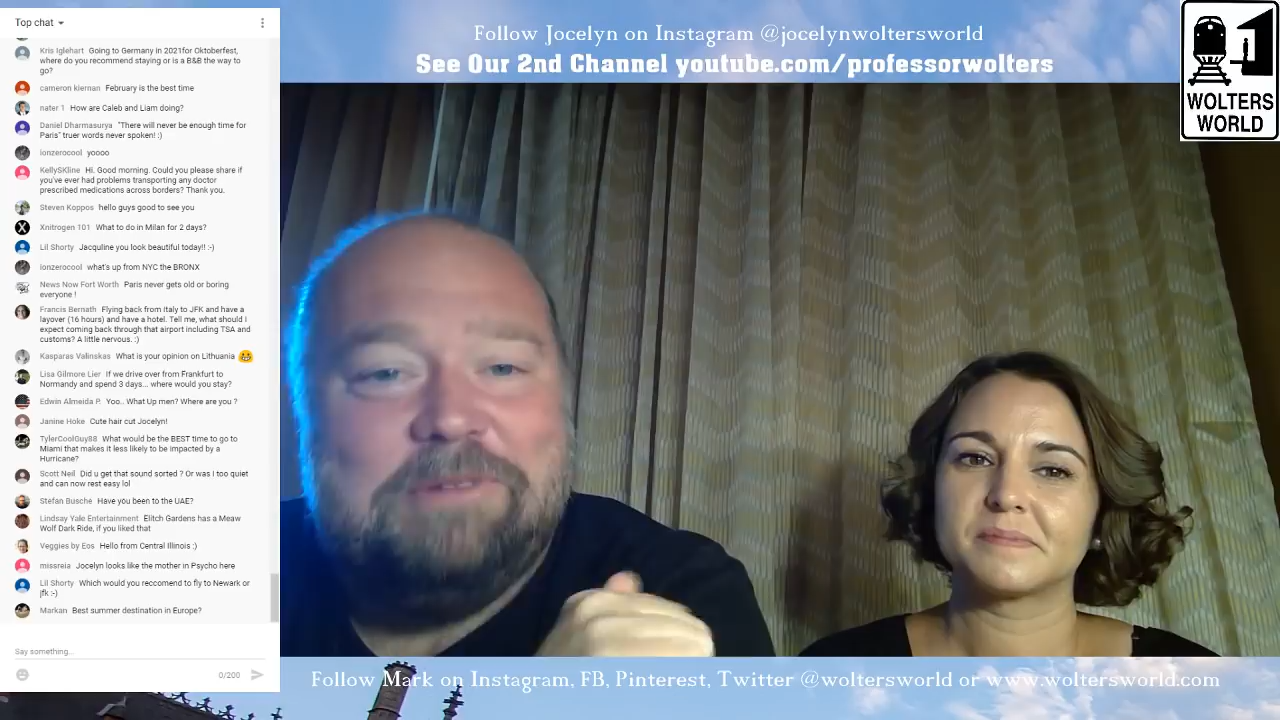 Top chat
Kris Iglehart Going to Germany in 2021for Oktoberfest,
where do you recommend staying or is a B&B the way to
go?
cameron kiernan February is the best time
nater 1 How are Caleb and Liam doing?
Daniel Dharmasurya "There will never be enough time for
Paris" truer words never spoken! :)
ionzerocool yoooo
KellySKline Hi. Good morning. Could you please share if
you've ever had problems transporting any doctor
prescribed medications across borders? Thank you.
Steven Koppos hello guys good to see you
Xnitrogen 101 What to do in Milan for 2 days?
Lil Shorty Jacquline you look beautiful today!! :-)
ionzerocool what's up from NYC the BRONX
News Now Fort Worth Paris never gets old or boring
everyone !
Francis Bernath Flying back from Italy to JFK and have a
layover (16 hours) and have a hotel. Tell me, what should I
expect coming back through that airport including TSA and
customs? A little nervous. :)
Kasparas Valinskas What is your opinion on Lithuania
Lisa Gilmore Lier If we drive over from Frankfurt to
Normandy and spend 3 days... where would you stay?
Edwin Almeida P. Yoo.. What Up men? Where are you ?
Janine Hoke Cute hair cut Jocelyn!
TylerCoolGuy88 What would be the BEST time to go to
Miami that makes it less likely to be impacted by a
Hurricane?
Scott Neil Did u get that sound sorted ? Or was i too quiet
and can now rest easy lol
Stefan Busche Have you been to the UAE?
Lindsay Yale Entertainment Elitch Gardens has a Meaw
Wolf Dark Ride, if you liked that
Veggies by Eos Hello from Central Illinois :)
missreia Jocelyn looks like the mother in Psycho here
Lil Shorty Which would you reccomend to fly to Newark or
jfk :-)
Markan Best summer destination in Europe?
Say something...
0/200
Follow Jocelyn on Instagram @jocelynwoltersworld
See Our 2nd Channel youtube.com/professorwolters
WOLTERS
WORLD
Follow Mark on Instagram, FB, Pinterest, Twitter @woltersworld or www.woltersworld.com